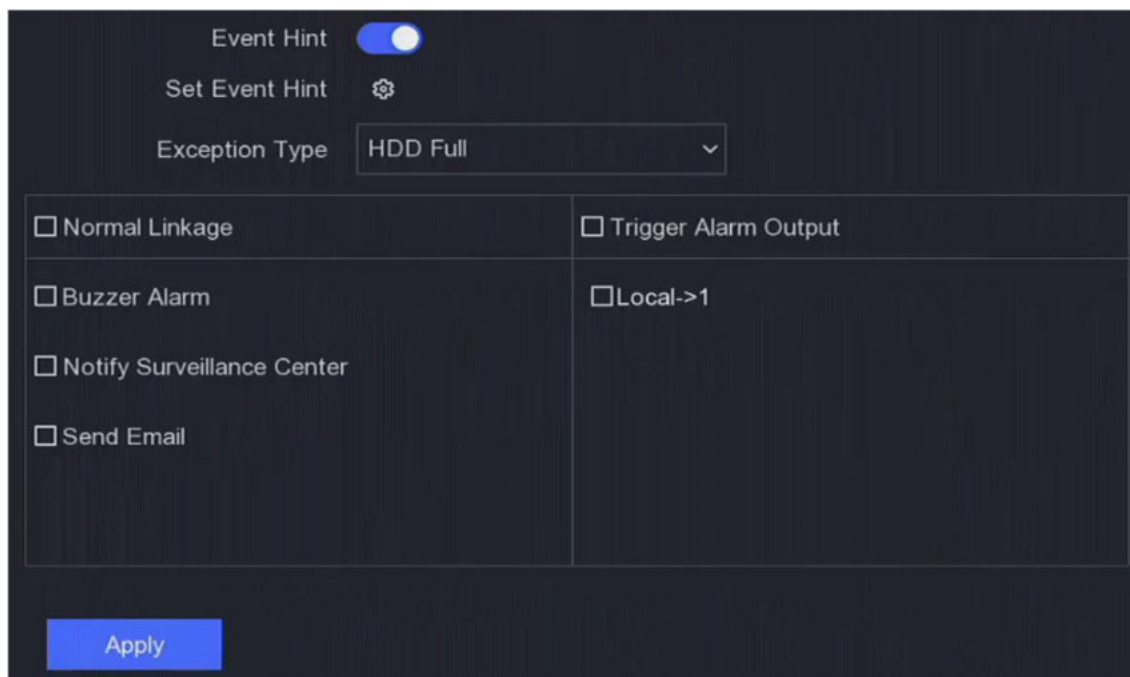 Event Hint
Set Event Hint
Exception Type HDD Full
Normal Linkage Trigger Alarm Output
Buzzer Alarm Local->1
Notify Surveillance Center
Send Email
Apply